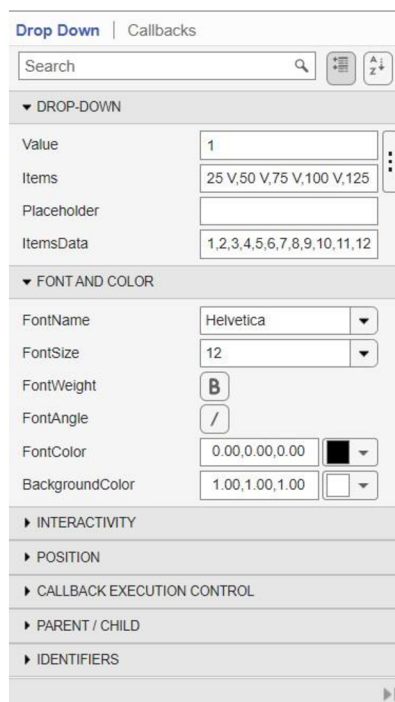 Drop Down | Callbacks
Search
A Z
DROP-DOWN
Value 1
Items 25 V,50 V,75 V,100 V,125
Placeholder
ItemsData 1,2,3,4,5,6,7,8,9,10,11,12
FONT AND COLOR
FontName Helvetica
FontSize 12
FontWeight B
FontAngle /
FontColor 0.00,0.00,0.00
BackgroundColor 1.00,1.00,1.00
INTERACTIVITY
POSITION
CALLBACK EXECUTION CONTROL
PARENT / CHILD
IDENTIFIERS